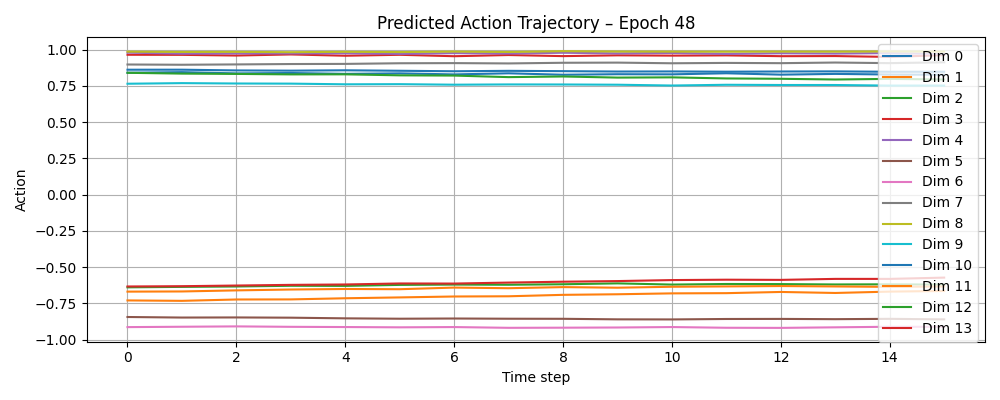 Predicted Action Trajectory – Epoch 48
Action
1.00
0.75
0.50
0.25
0.00
−0.25
−0.50
−0.75
−1.00
0
2
4
6
8
10
12
14
Time step
Dim 0
Dim 1
Dim 2
Dim 3
Dim 4
Dim 5
Dim 6
Dim 7
Dim 8
Dim 9
Dim 10
Dim 11
Dim 12
Dim 13